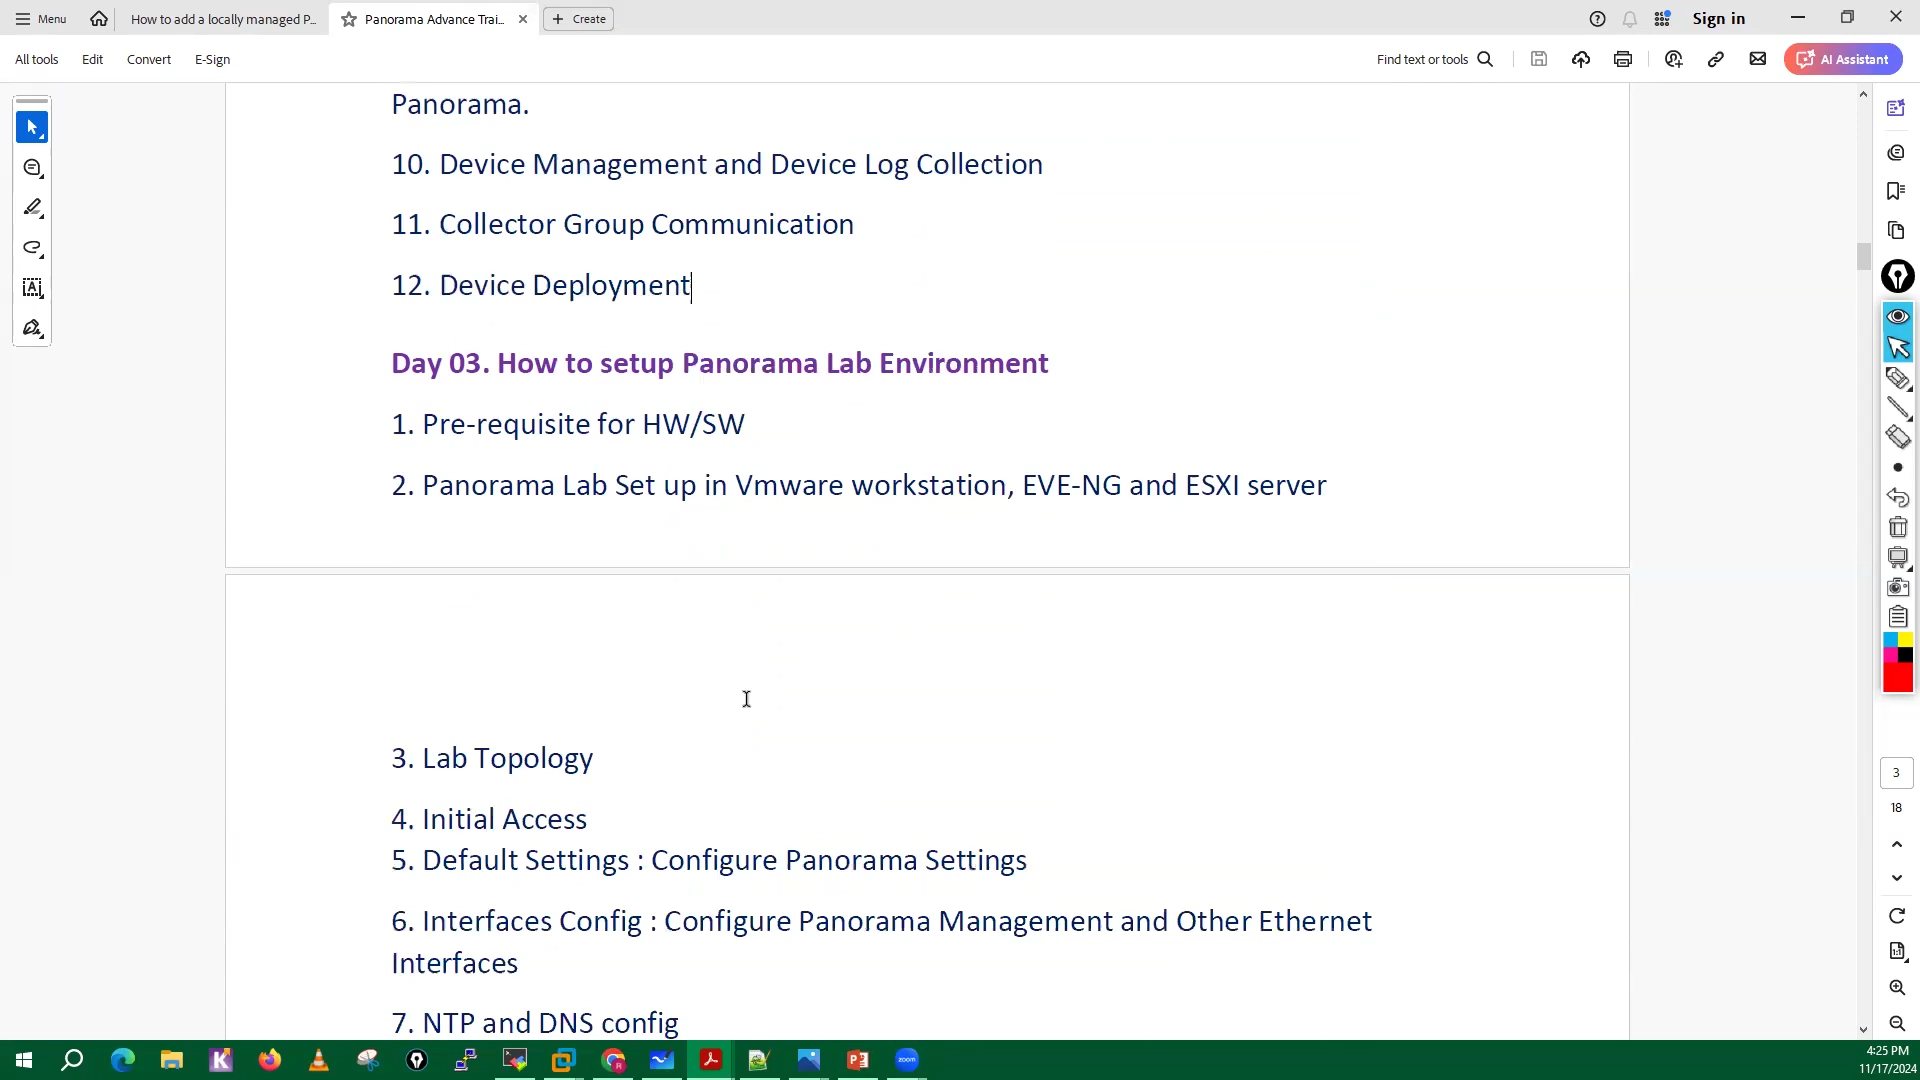 Menu
How to add a locally managed P...
Panorama Advance Trai...
Create
Sign in
All tools
Edit
Convert
E-Sign
Find text or tools
AI Assistant
Panorama.
10. Device Management and Device Log Collection
11. Collector Group Communication
12. Device Deployment
Day 03. How to setup Panorama Lab Environment
1. Pre-requisite for HW/SW
2. Panorama Lab Set up in Vmware workstation, EVE-NG and ESXI server
3. Lab Topology
4. Initial Access
5. Default Settings : Configure Panorama Settings
6. Interfaces Config : Configure Panorama Management and Other Ethernet
Interfaces
7. NTP and DNS config
3
18
zoom
4:25 PM
11/17/2024